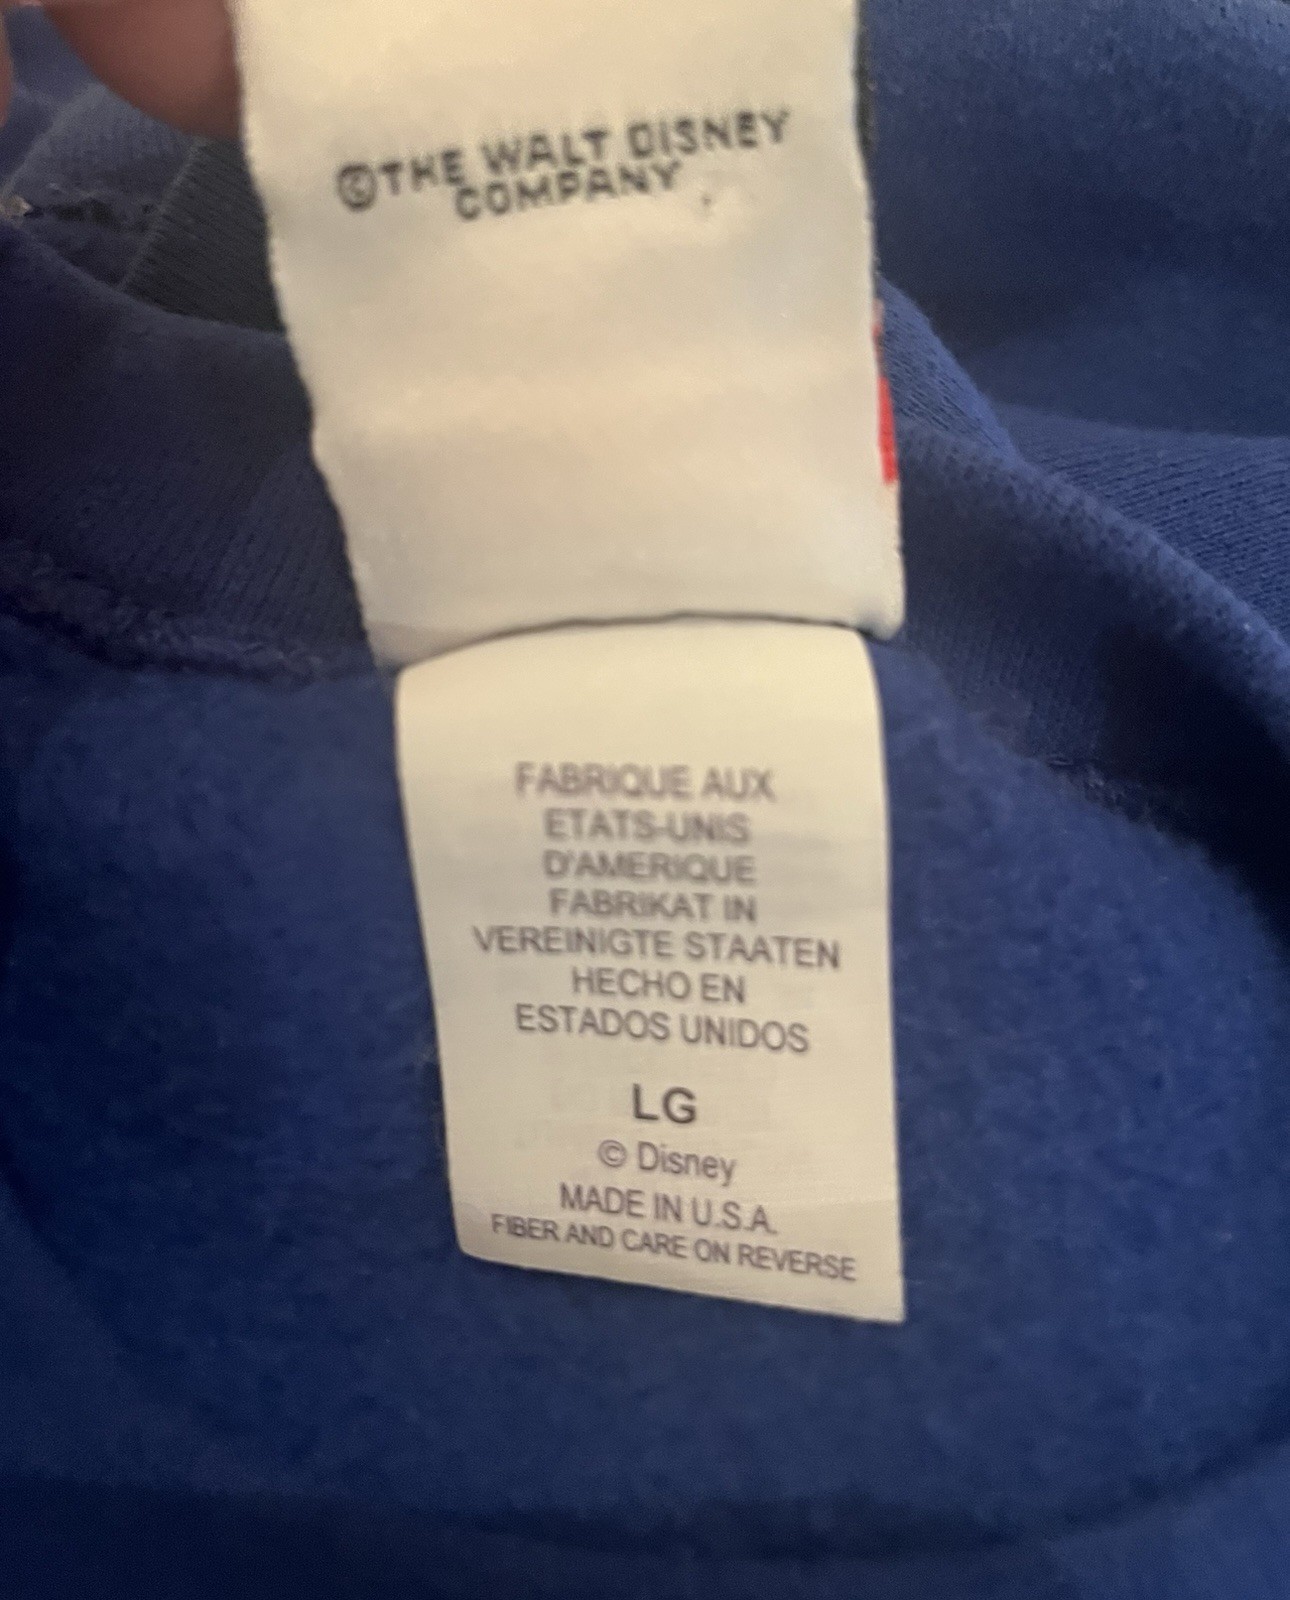 ©THE WALT DISNEY
COMPANY
FABRIQUE AUX
ETATS-UNIS
D'AMERIQUE
FABRIKAT IN
VEREINIGTE STAATEN
HECHO EN
ESTADOS UNIDOS
LG
© Disney
MADE IN U.S.A.
FIBER AND CARE ON REVERSE